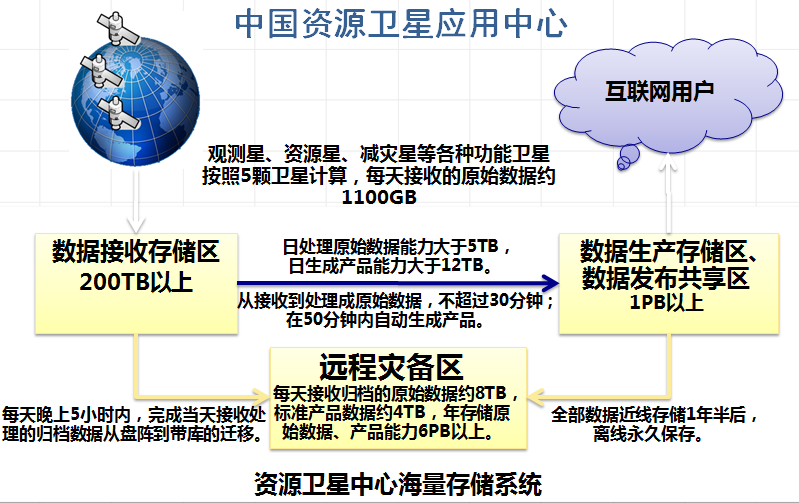 中国资源卫星应用中心
互联网用户
观测星、资源星、减灾星等各种功能卫星
按照5颗卫星计算，每天接收的原始数据约
1100GB
数据接收存储区
200TB以上
日处理原始数据能力大于5TB，
日生成产品能力大于12TB。
从接收到处理成原始数据，不超过30分钟；
在50分钟内自动生成产品。
数据生产存储区、
数据发布共享区
1PB以上
远程灾备区
每天接收归档的原始数据约8TB，
标准产品数据约4TB，年存储原
始数据、产品能力6PB以上。
每天晚上5小时内，完成当天接收处
理的归档数据从盘阵到带库的迁移。
全部数据近线存储1年半后，
离线永久保存。
资源卫星中心海量存储系统